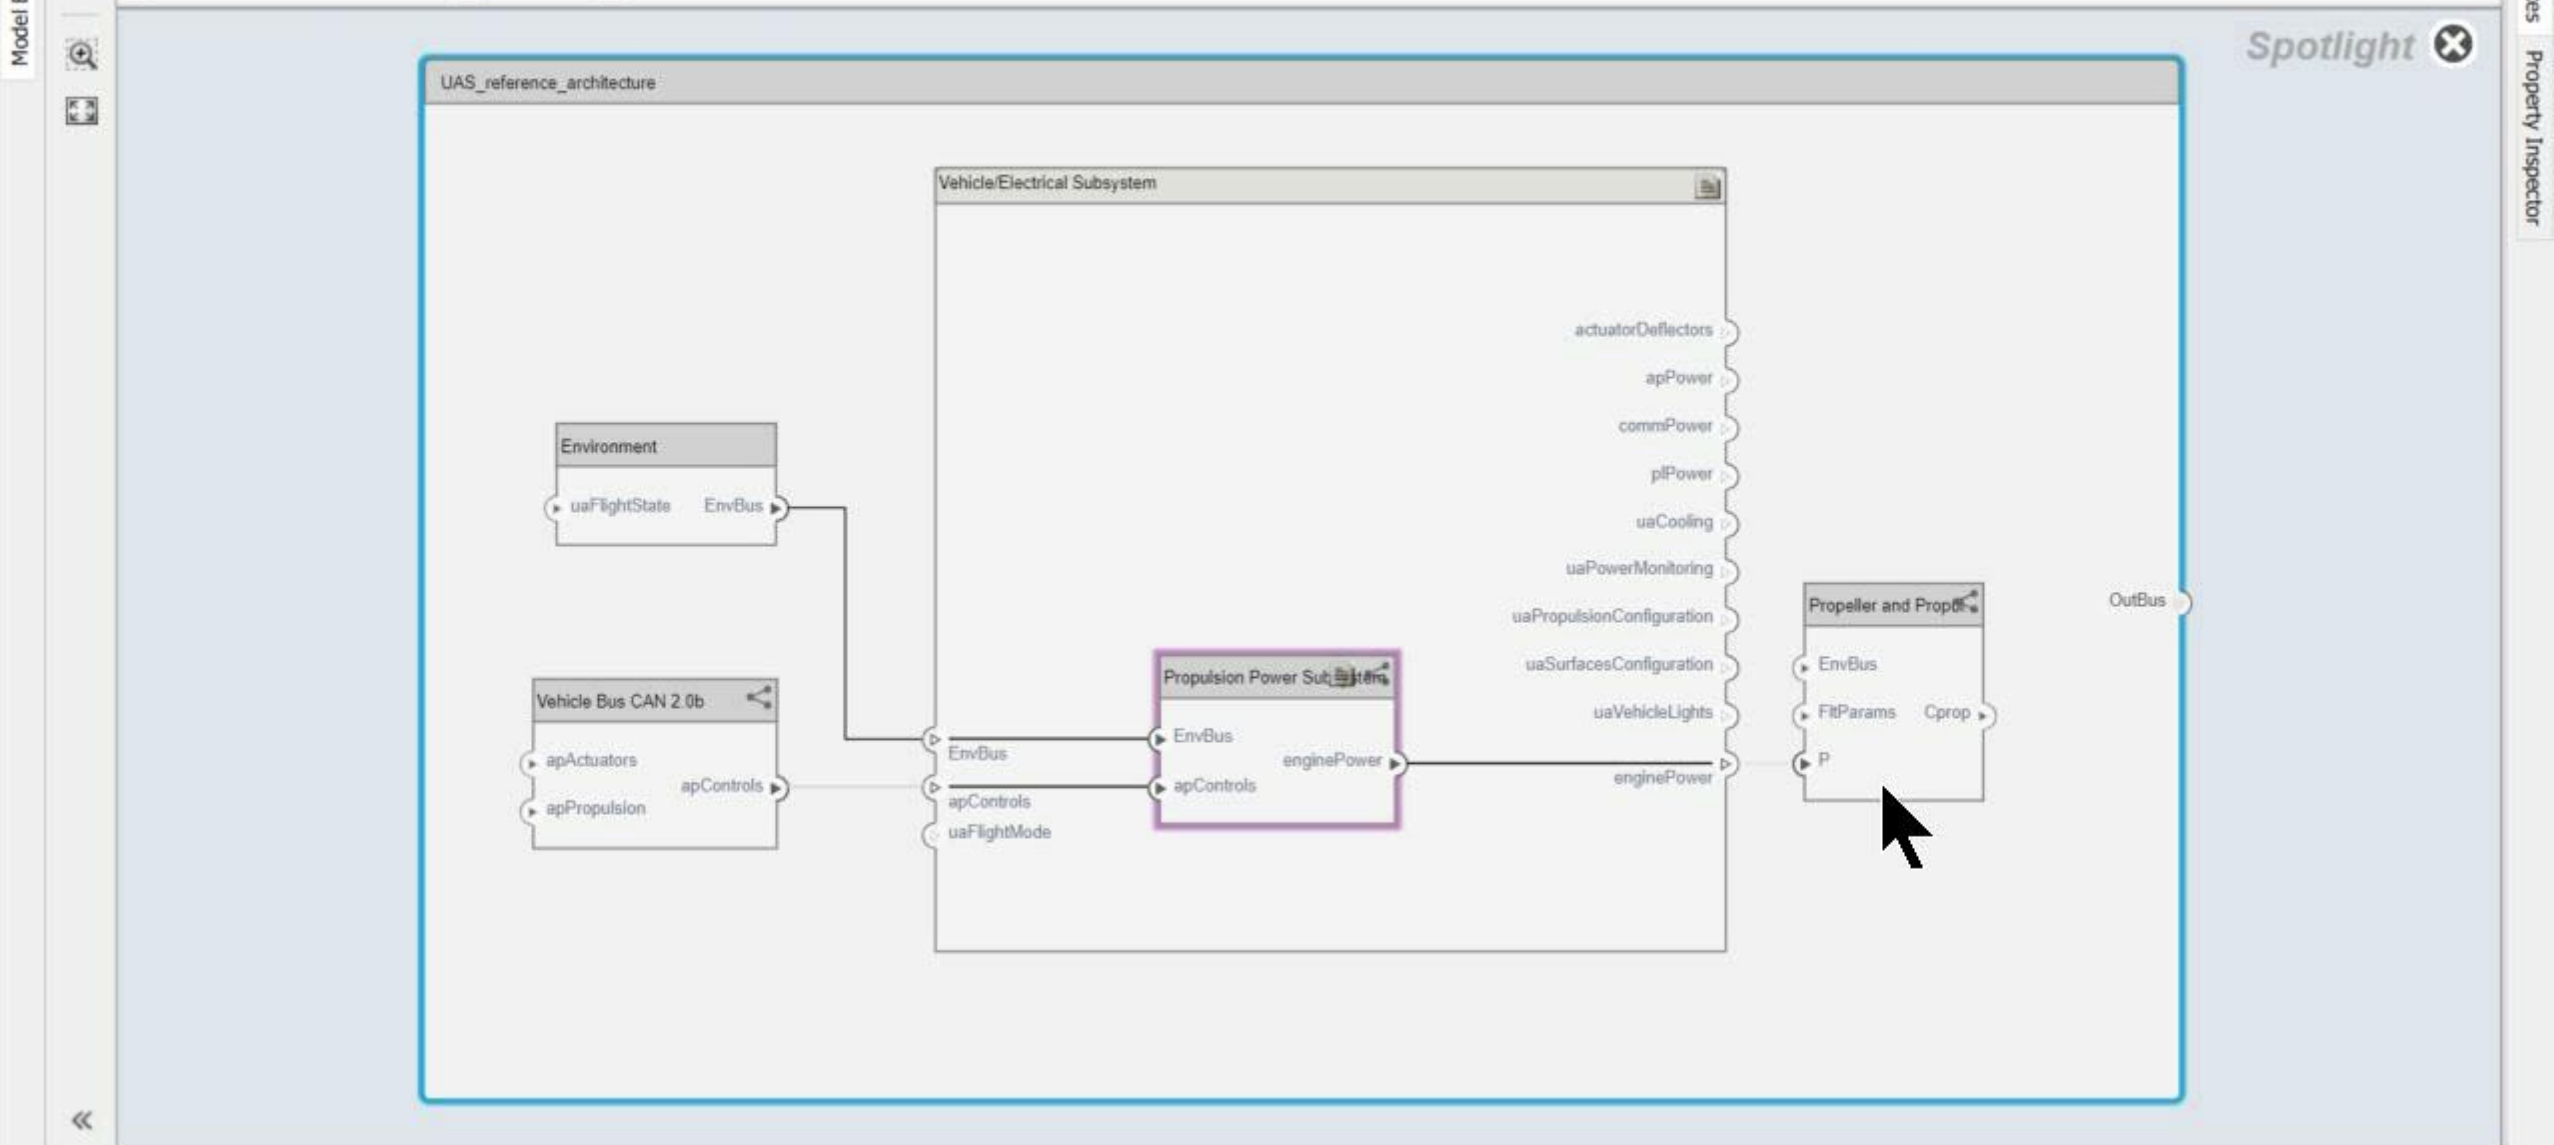 Model
es
Property Inspector
Spotlight
UAS_reference_architecture
Vehicle/Electrical Subsystem
actuatorDeflectors
apPower
commPower
plPower
uaCooling
uaPowerMonitoring
uaPropulsionConfiguration
uaSurfacesConfiguration
uaVehicleLights
enginePower
Environment
uaFlightState EnvBus
Vehicle Bus CAN 2.0b
apActuators
apControls
apPropulsion
EnvBus
apControls
uaFlightMode
Propulsion Power
EnvBus
enginePower
apControls
Propeller and
EnvBus
FltParams Cprop
P
OutBus